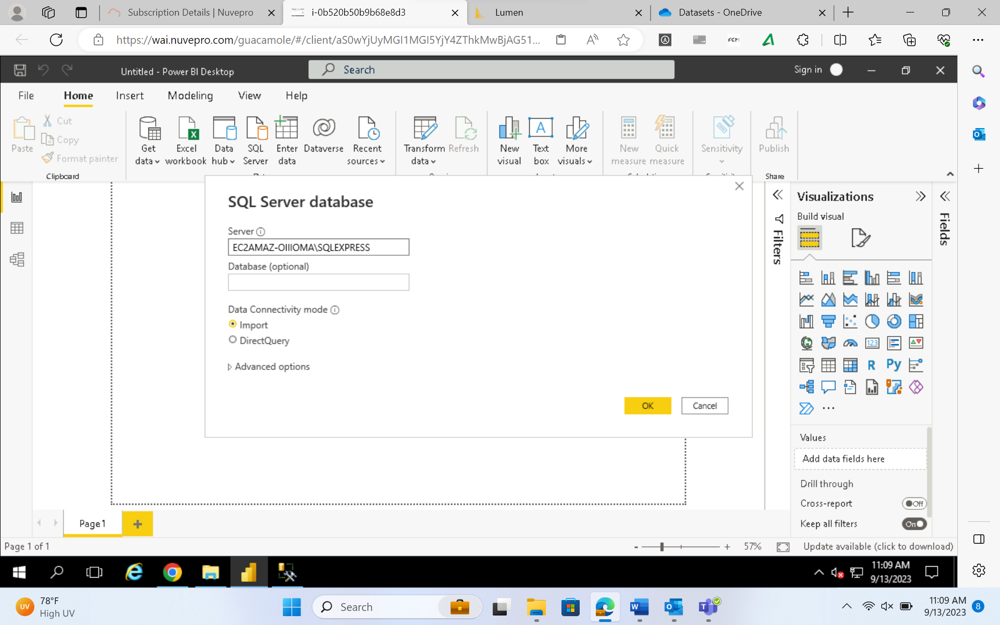 Subscription Details | Nuvepro
i-0b520b50b9b68e8d3
Lumen
Datasets - OneDrive
https://wai.nuvepro.com/guacamole/#/client/aS0wYjUyMGI1MGI5YjY4ZThkMwBjAG51...
FCM
Untitled - Power BI Desktop
Search
Sign in
File
Home
Insert
Modeling
View
Help
Paste
Cut
Copy
Format painter
Clipboard
Get data
Excel workbook
Data hub
SQL Server
Enter data
Dataverse
Recent sources
Transform data
Refresh
New visual
Text box
More visuals
New measure
Quick measure
Sensitivity
Publish
Share
SQL Server database
Server
EC2AMAZ-OIIIOMA\SQLEXPRESS
Database (optional)
Data Connectivity mode
Import
DirectQuery
Advanced options
OK
Cancel
Filters
Visualizations
Build visual
Fields
123
R
Py
Values
Add data fields here
Drill through
Cross-report
Off
Keep all filters
On
Page 1
Page 1 of 1
57%
Update available (click to download)
11:09 AM
9/13/2023
UV
78°F
High UV
Search
11:09 AM
9/13/2023
8